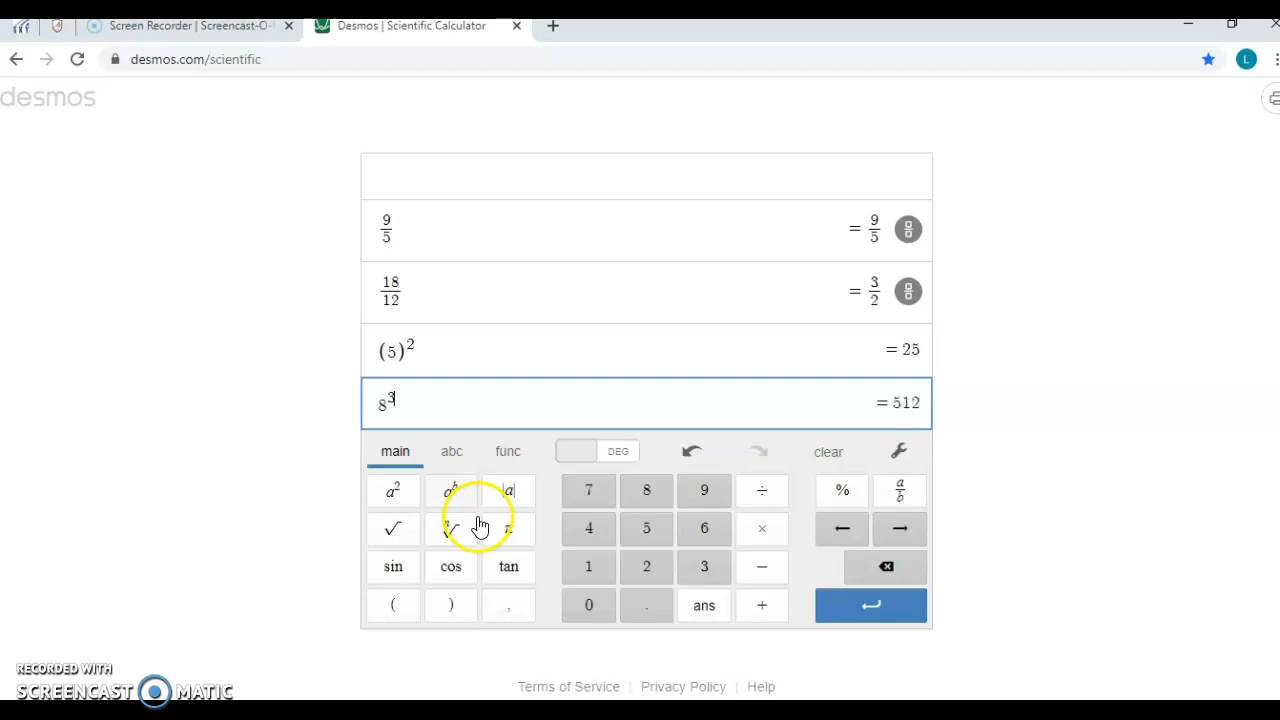 Screen Recorder | Screencast-O- × Desmos | Scientific Calculator × +
desmos.com/scientific L
desmos
9/5 = 9/5
18/12 = 3/2
(5)² = 25
8³ = 512
main abc func DEG clear
a² aᵇ |a| 7 8 9 ÷ % a/b
√ ⁿ√ π 4 5 6 × ← →
sin cos tan 1 2 3 −
( ) , 0 . ans +
RECORDED WITH
SCREENCAST MATIC
Terms of Service | Privacy Policy | Help